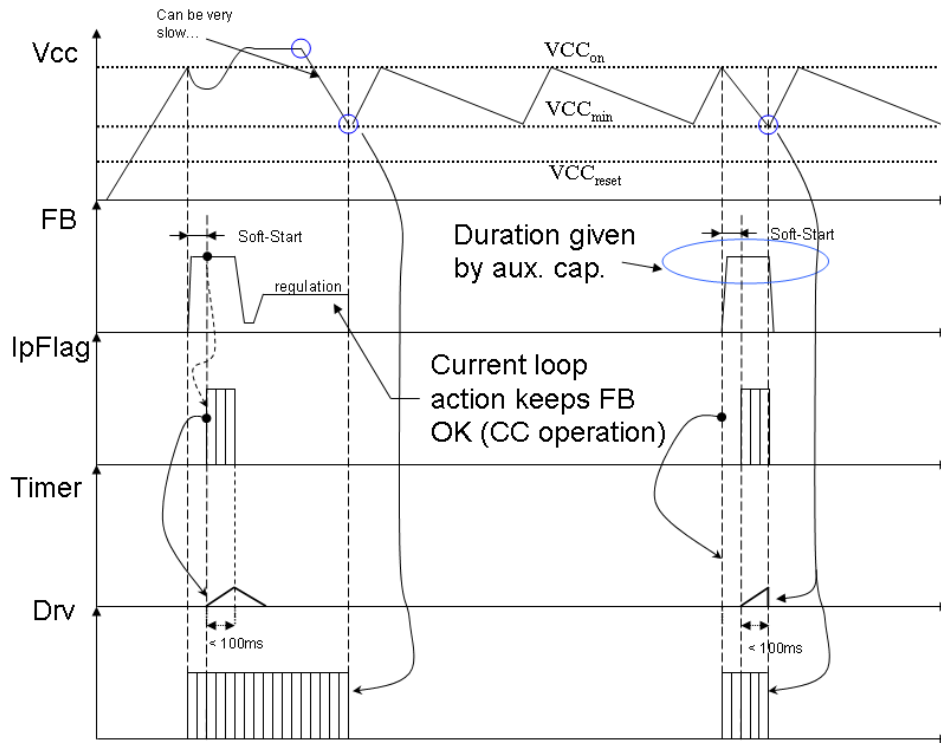 Can be very
slow…
Vcc
VCCon
VCCmin
VCCreset
FB
Soft-Start
Duration given
by aux. cap.
Soft-Start
regulation
IpFlag
Current loop
action keeps FB
OK (CC operation)
Timer
Drv
< 100ms
< 100ms